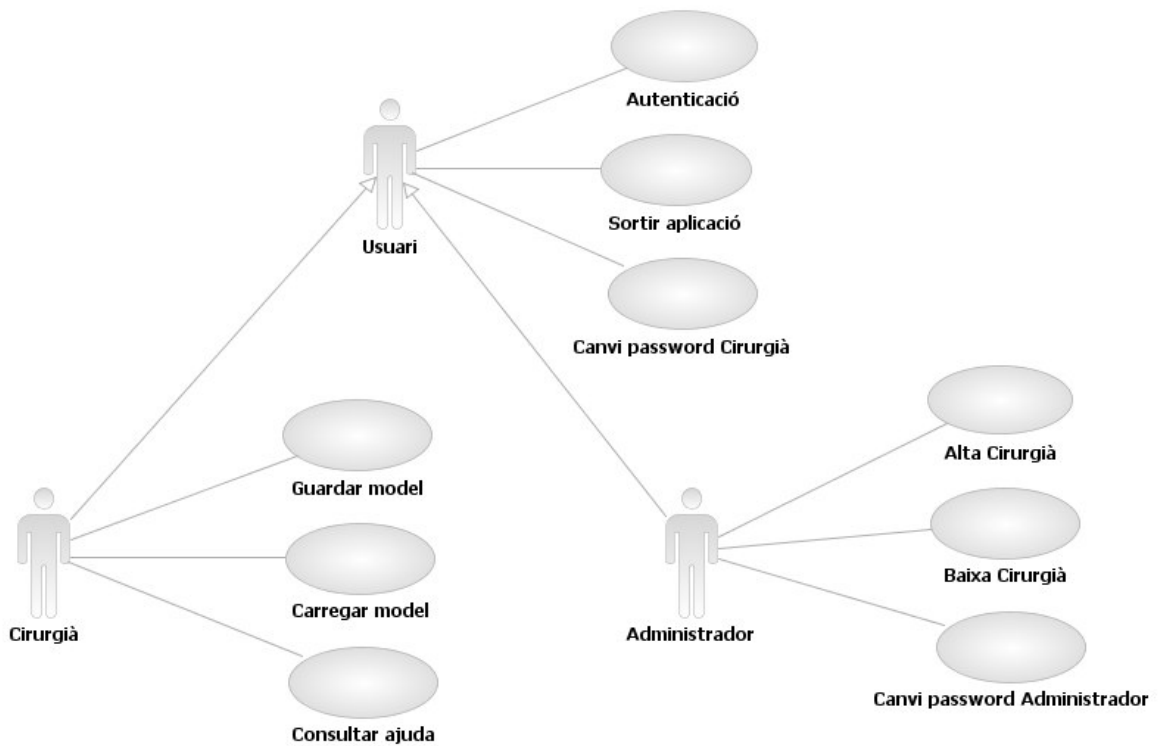 Autenticació
Sortir aplicació
Usuari
Canvi password Cirurgià
Guardar model
Alta Cirurgià
Carregar model
Baixa Cirurgià
Cirurgià
Administrador
Canvi password Administrador
Consultar ajuda